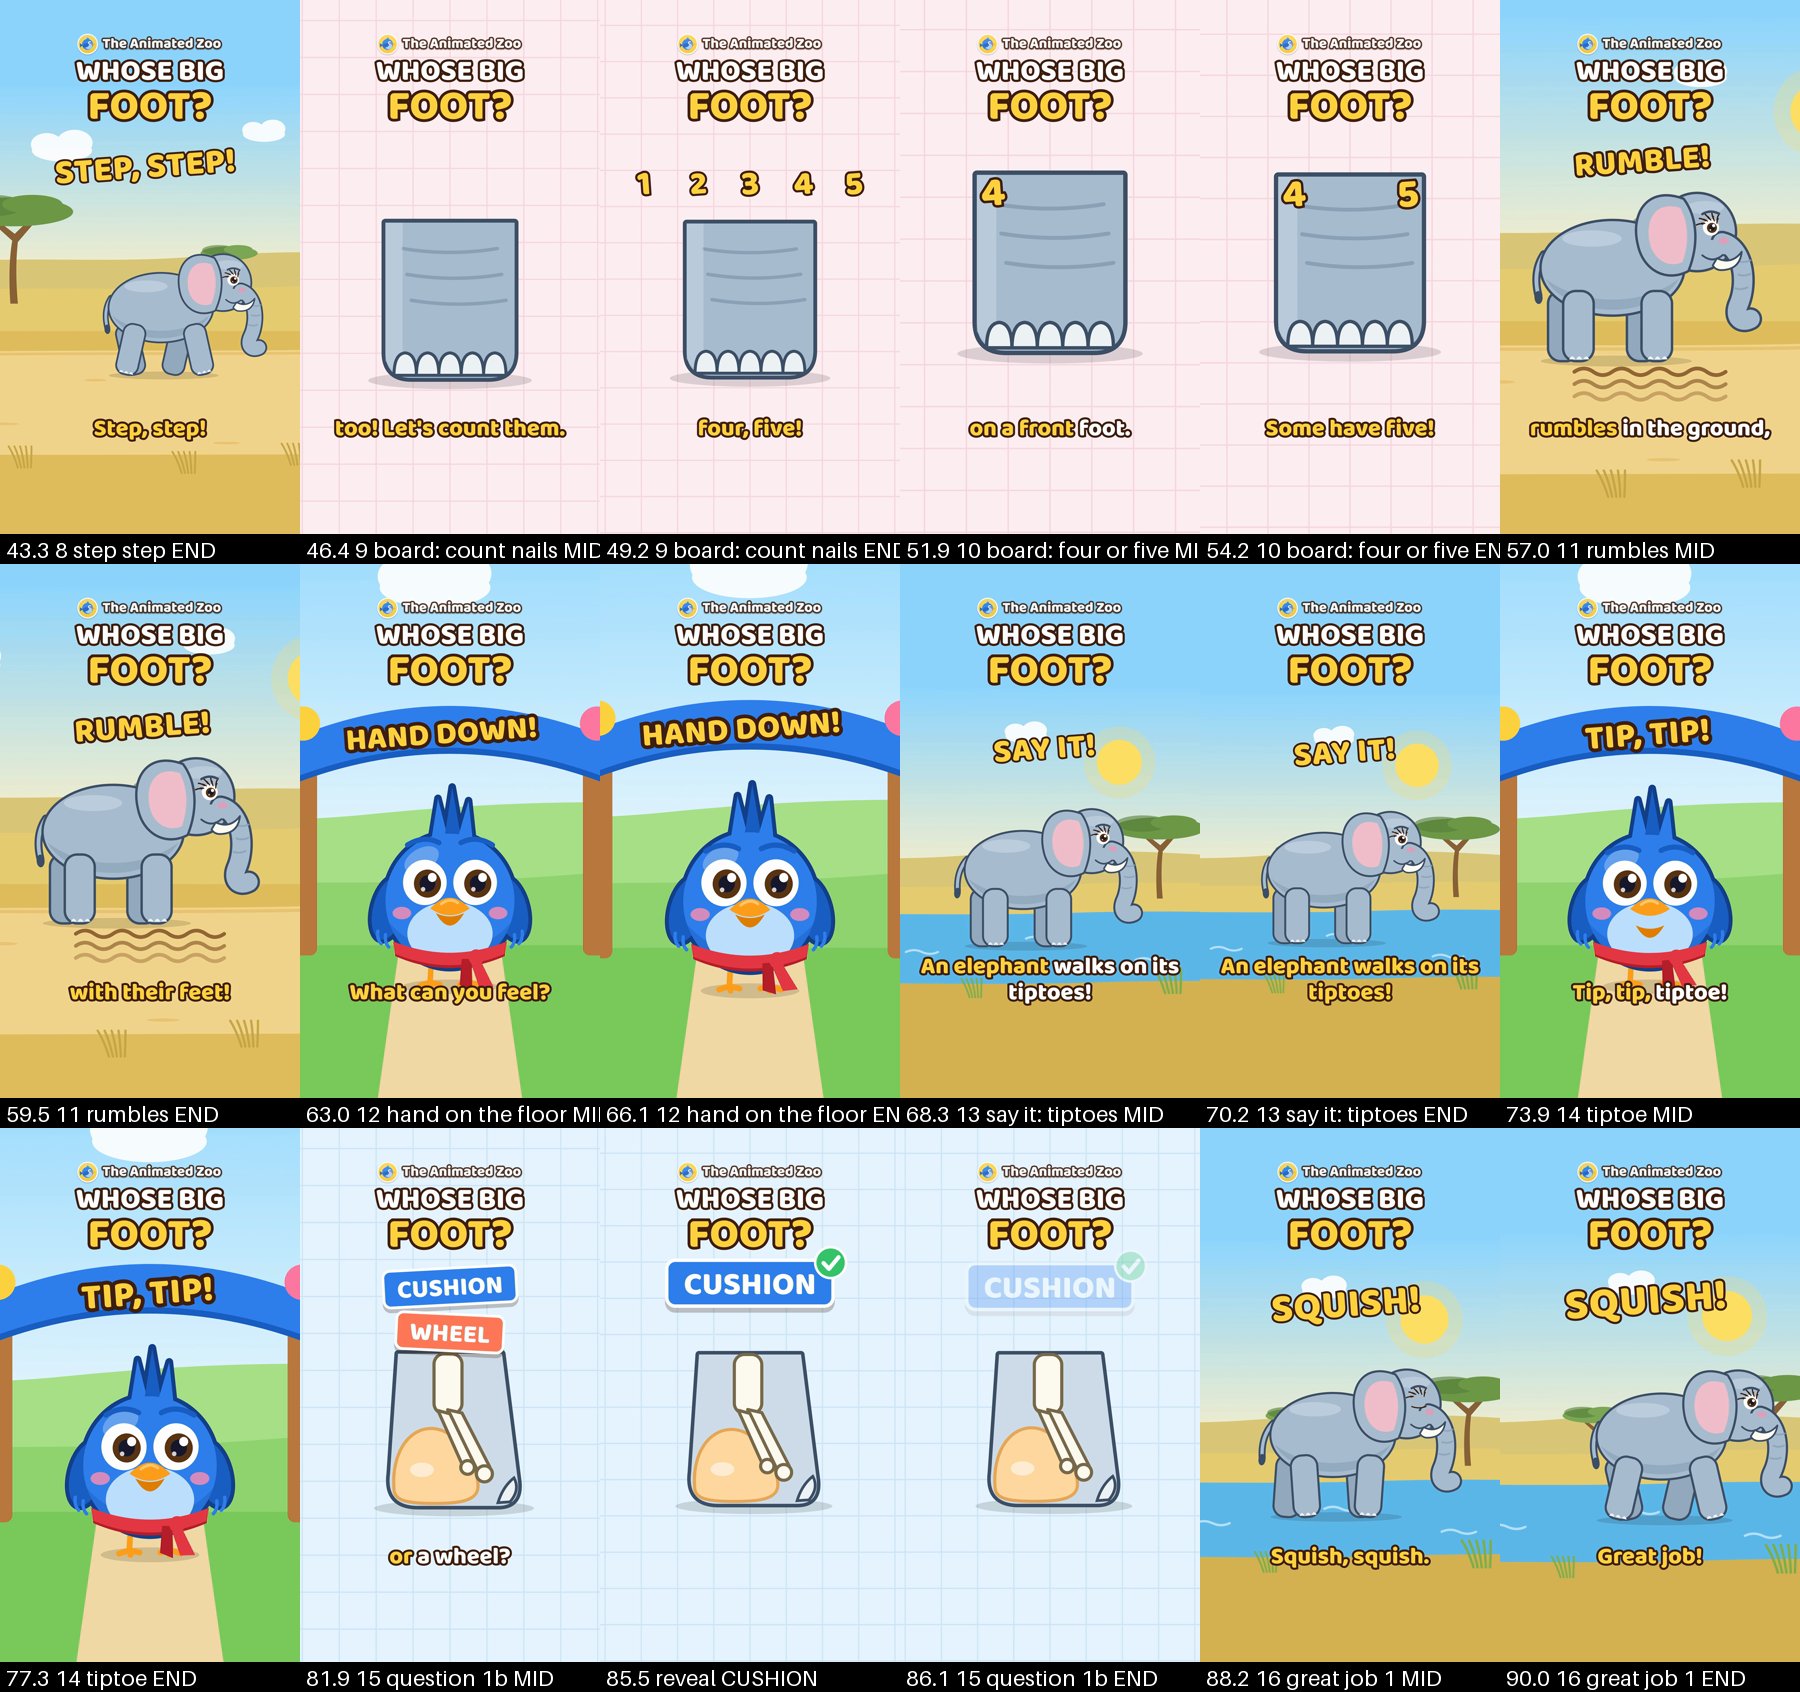 The Animated Zoo
WHOSE BIG
FOOT?
STEP, STEP!
Step, step!
43.3 8 step step END
The Animated Zoo
WHOSE BIG
FOOT?
too! Let's count them.
46.4 9 board: count nails MID
The Animated Zoo
WHOSE BIG
FOOT?
1 2 3 4 5
four, five!
49.2 9 board: count nails END
The Animated Zoo
WHOSE BIG
FOOT?
4
on a front foot.
51.9 10 board: four or five MI
The Animated Zoo
WHOSE BIG
FOOT?
4 5
Some have five!
54.2 10 board: four or five EN
The Animated Zoo
WHOSE BIG
FOOT?
RUMBLE!
rumbles in the ground,
57.0 11 rumbles MID
The Animated Zoo
WHOSE BIG
FOOT?
RUMBLE!
with their feet!
59.5 11 rumbles END
The Animated Zoo
WHOSE BIG
FOOT?
HAND DOWN!
What can you feel?
63.0 12 hand on the floor MI
The Animated Zoo
WHOSE BIG
FOOT?
HAND DOWN!
66.1 12 hand on the floor EN
The Animated Zoo
WHOSE BIG
FOOT?
SAY IT!
An elephant walks on its
tiptoes!
68.3 13 say it: tiptoes MID
The Animated Zoo
WHOSE BIG
FOOT?
SAY IT!
An elephant walks on its
tiptoes!
70.2 13 say it: tiptoes END
The Animated Zoo
WHOSE BIG
FOOT?
TIP, TIP!
Tip, tip, tiptoe!
73.9 14 tiptoe MID
The Animated Zoo
WHOSE BIG
FOOT?
TIP, TIP!
77.3 14 tiptoe END
The Animated Zoo
WHOSE BIG
FOOT?
CUSHION
WHEEL
or a wheel?
81.9 15 question 1b MID
The Animated Zoo
WHOSE BIG
FOOT?
CUSHION
85.5 reveal CUSHION
The Animated Zoo
WHOSE BIG
FOOT?
CUSHION
86.1 15 question 1b END
The Animated Zoo
WHOSE BIG
FOOT?
SQUISH!
Squish, squish.
88.2 16 great job 1 MID
The Animated Zoo
WHOSE BIG
FOOT?
SQUISH!
Great job!
90.0 16 great job 1 END